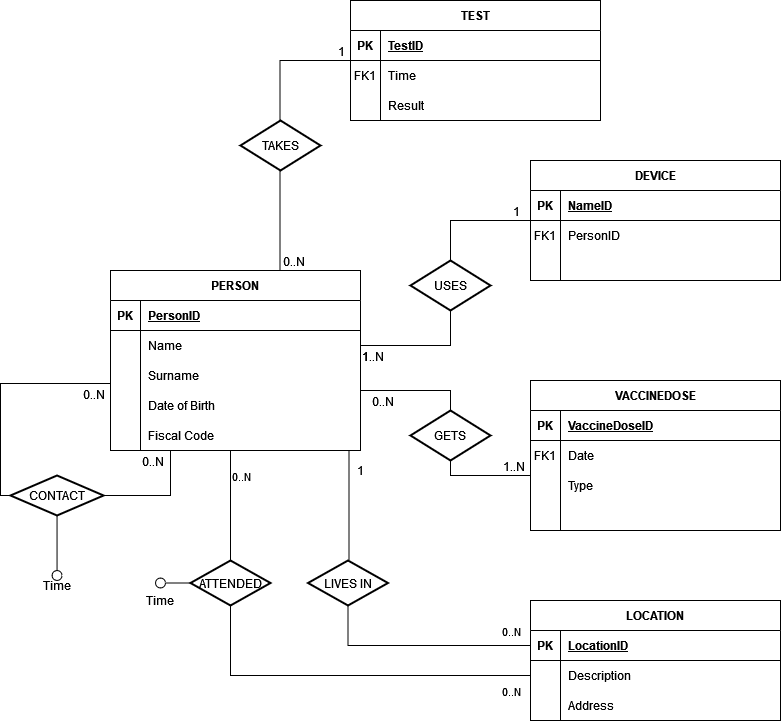 TEST
1
PK TestID
FK1 Time
Result
TAKES
DEVICE
PK NameID
1
FK1 PersonID
0..N
PERSON
USES
PK PersonID
Name
1..N
Surname
0..N
0..N
VACCINEDOSE
Date of Birth
PK VaccineDoseID
Fiscal Code
GETS
FK1 Date
0..N
1
1..N
0..N
Type
CONTACT
Time
ATTENDED
LIVES IN
Time
LOCATION
0..N
PK LocationID
Description
0..N
Address